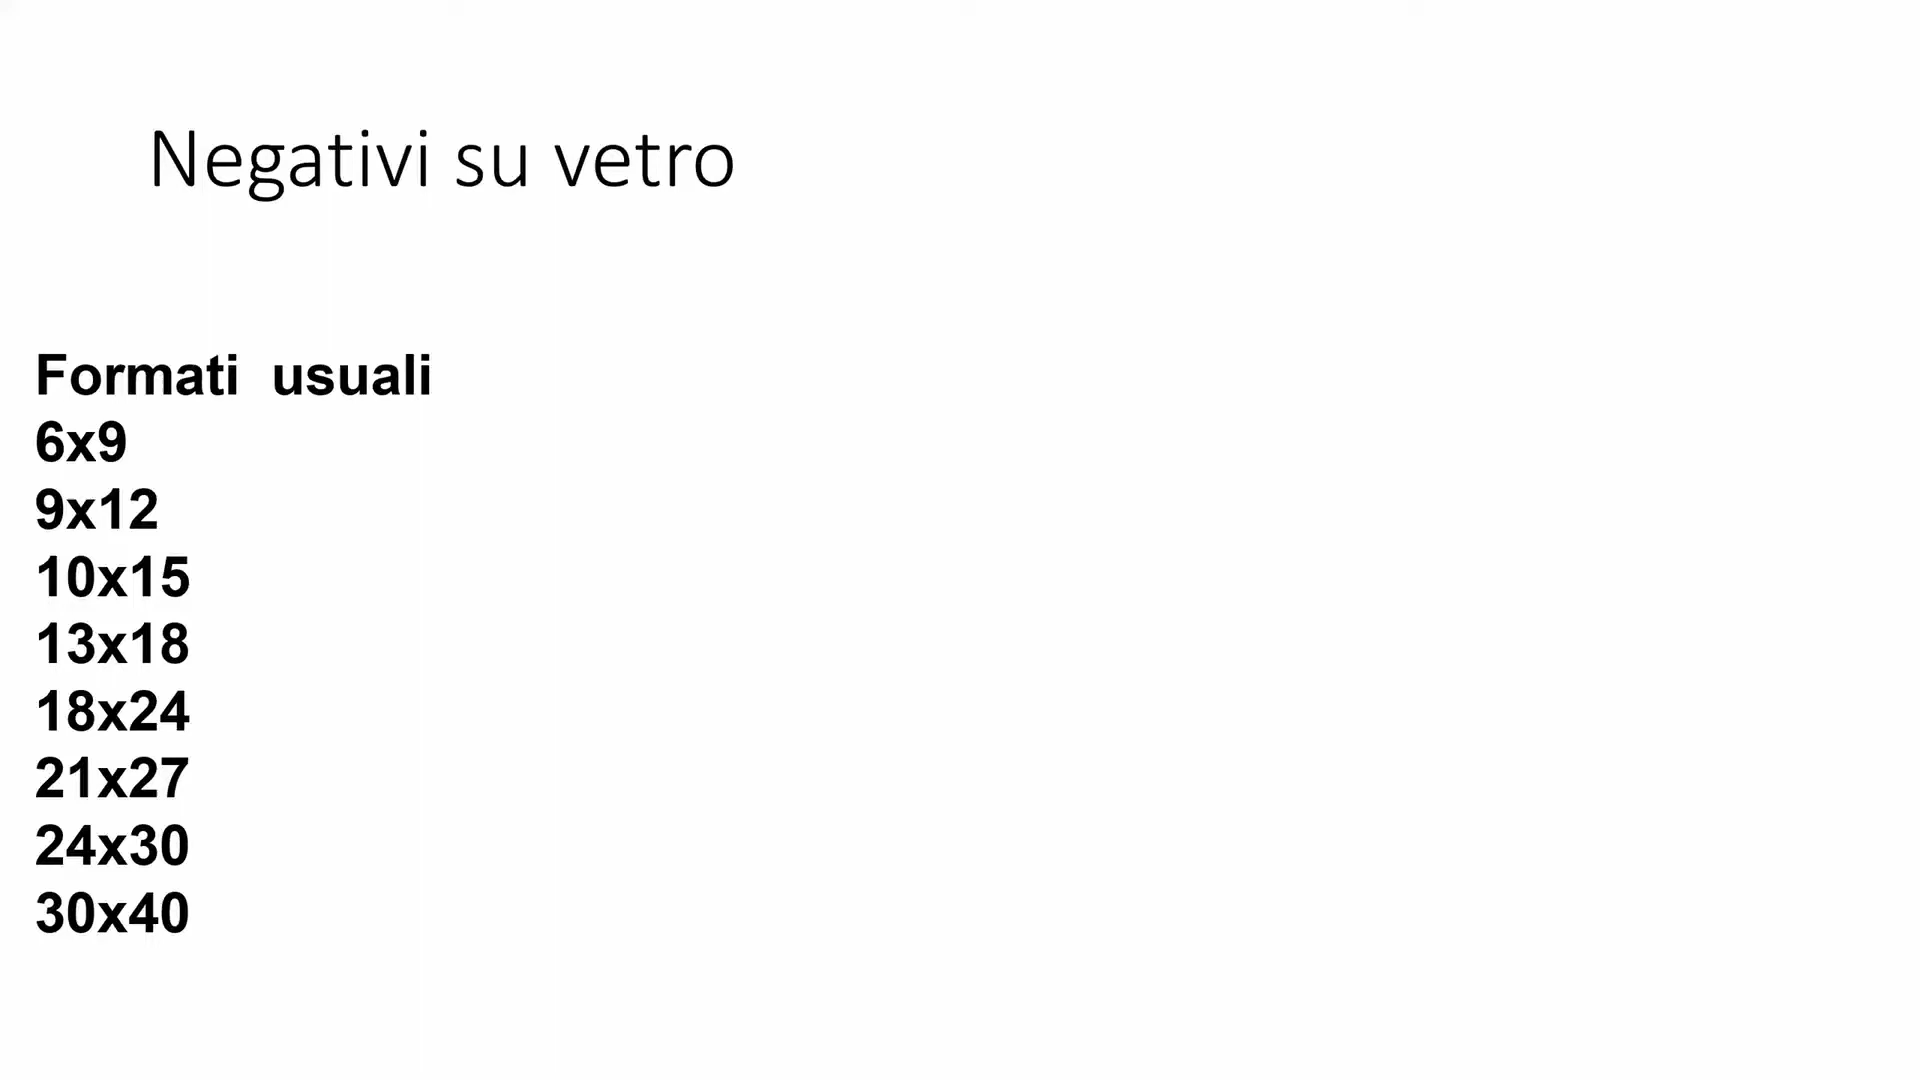 Negativi su vetro
Formati usuali
6x9
9x12
10x15
13x18
18x24
21x27
24x30
30x40